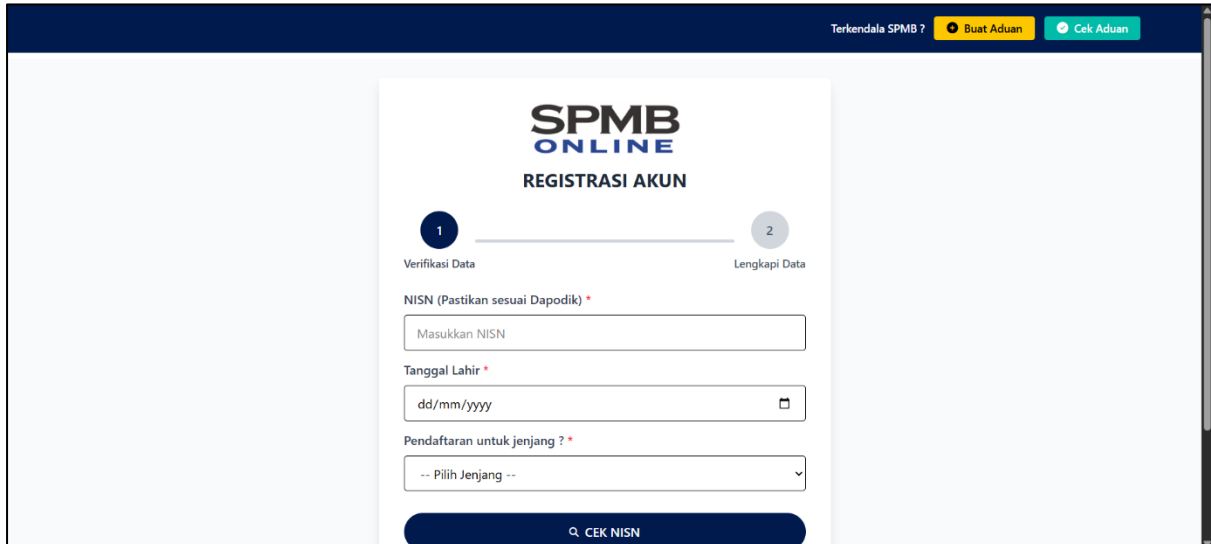 Terkendala SPMB ? Buat Aduan Cek Aduan
SPMB
ONLINE
REGISTRASI AKUN
1 2
Verifikasi Data Lengkapi Data
NISN (Pastikan sesuai Dapodik) *
Masukkan NISN
Tanggal Lahir *
dd/mm/yyyy
Pendaftaran untuk jenjang ? *
-- Pilih Jenjang --
CEK NISN